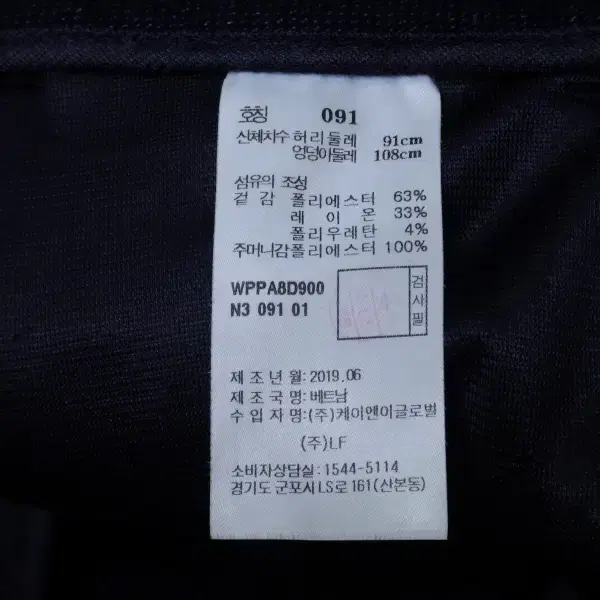 호칭 091
신체치수 허리둘레 91cm
엉덩이둘레 108cm
섬유의 조성
겉감 폴리에스터 63%
레이온 33%
폴리우레탄 4%
주머니감 폴리에스터 100%
WPPA8D900
N3 091 01
검사필
제조년월: 2019.06
제조국명: 베트남
수입자명: (주)케이앤이글로벌
(주)LF
소비자상담실: 1544-5114
경기도 군포시 LS로 161(산본동)